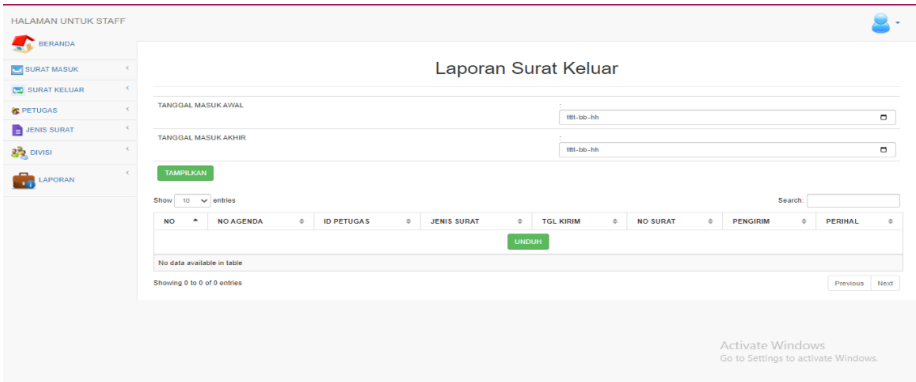 HALAMAN UNTUK STAFF
BERANDA
SURAT MASUK
SURAT KELUAR
PETUGAS
JENIS SURAT
DIVISI
LAPORAN
Laporan Surat Keluar
TANGGAL MASUK AWAL :
ttt-bb-hh
TANGGAL MASUK AKHIR :
ttt-bb-hh
TAMPILKAN
Show 10 entries Search:
NO NO AGENDA ID PETUGAS JENIS SURAT TGL KIRIM NO SURAT PENGIRIM PERIHAL
UNDUH
No data available in table
Showing 0 to 0 of 0 entries Previous Next
Activate Windows
Go to Settings to activate Windows.